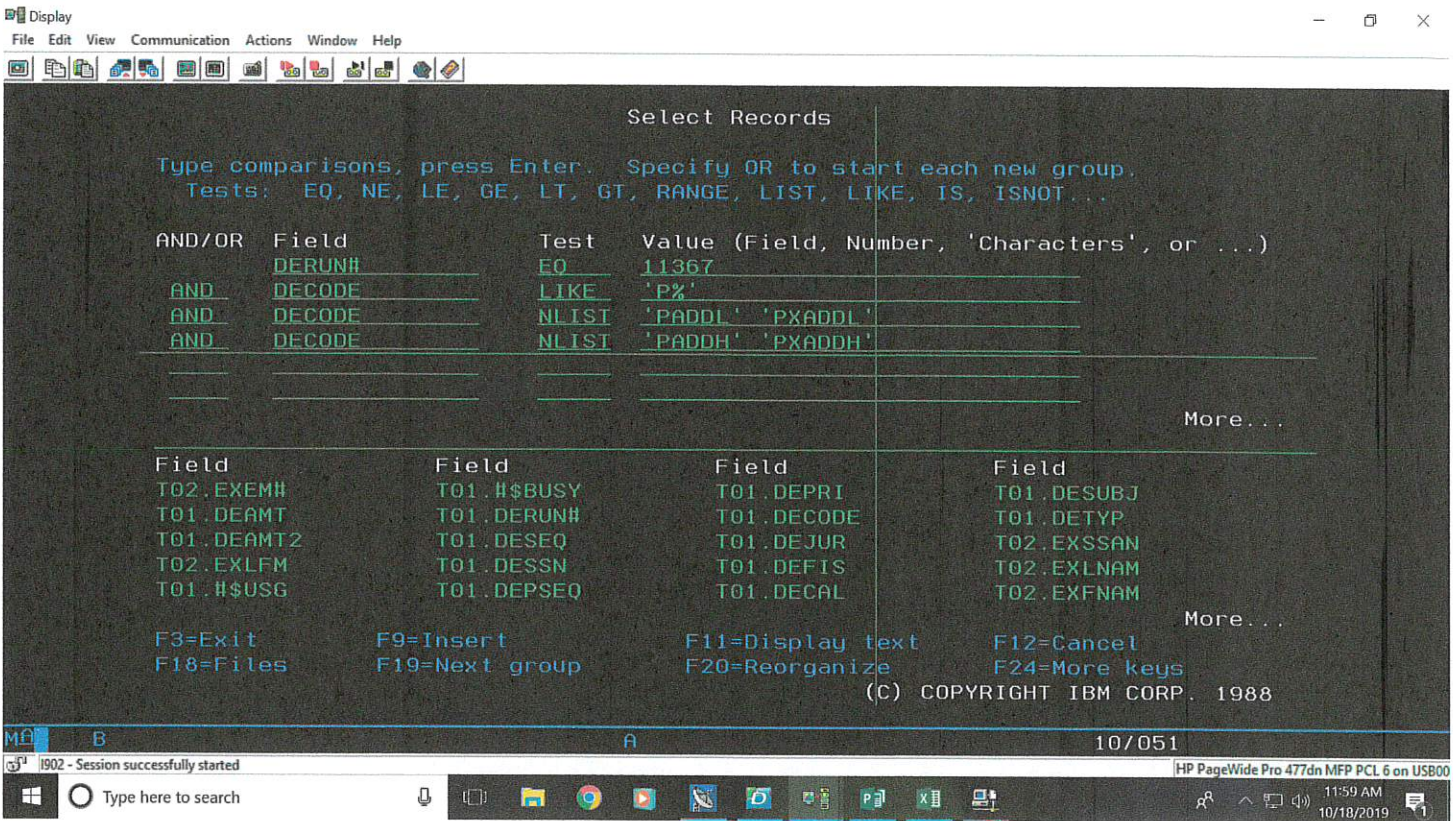 Display
File Edit View Communication Actions Window Help
Select Records
Type comparisons, press Enter. Specify OR to start each new group.
Tests: EQ, NE, LE, GE, LT, GT, RANGE, LIST, LIKE, IS, ISNOT...
AND/OR Field Test Value (Field, Number, 'Characters', or ...)
DERUN# EQ 11367
AND DECODE LIKE 'P%'
AND DECODE NLIST 'PADDL' 'PXADDL'
AND DECODE NLIST 'PADDH' 'PXADDH'
More...
Field Field Field Field
T02.EXEM# T01.#$BUSY T01.DEPRI T01.DESUBJ
T01.DEAMT T01.DERUN# T01.DECODE T01.DETYP
T01.DEAMT2 T01.DESEQ T01.DEJUR T02.EXSSAN
T02.EXLFM T01.DESSN T01.DEFIS T02.EXLNAM
T01.#$USG T01.DEPSEQ T01.DECAL T02.EXFNAM
More...
F3=Exit F9=Insert F11=Display text F12=Cancel
F18=Files F19=Next group F20=Reorganize F24=More keys
(C) COPYRIGHT IBM CORP. 1988
MA B A 10/051
I902 - Session successfully started HP PageWide Pro 477dn MFP PCL 6 on USB00
Type here to search 11:59 AM
10/18/2019